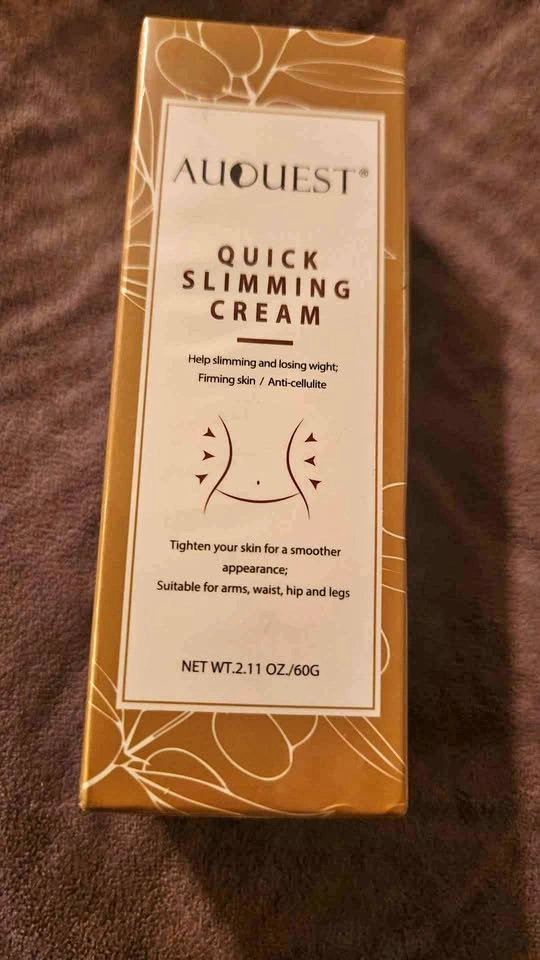 AUQUEST®
QUICK
SLIMMING
CREAM
Help slimming and losing wight;
Firming skin / Anti-cellulite
Tighten your skin for a smoother
appearance;
Suitable for arms, waist, hip and legs
NET WT.2.11 OZ./60G